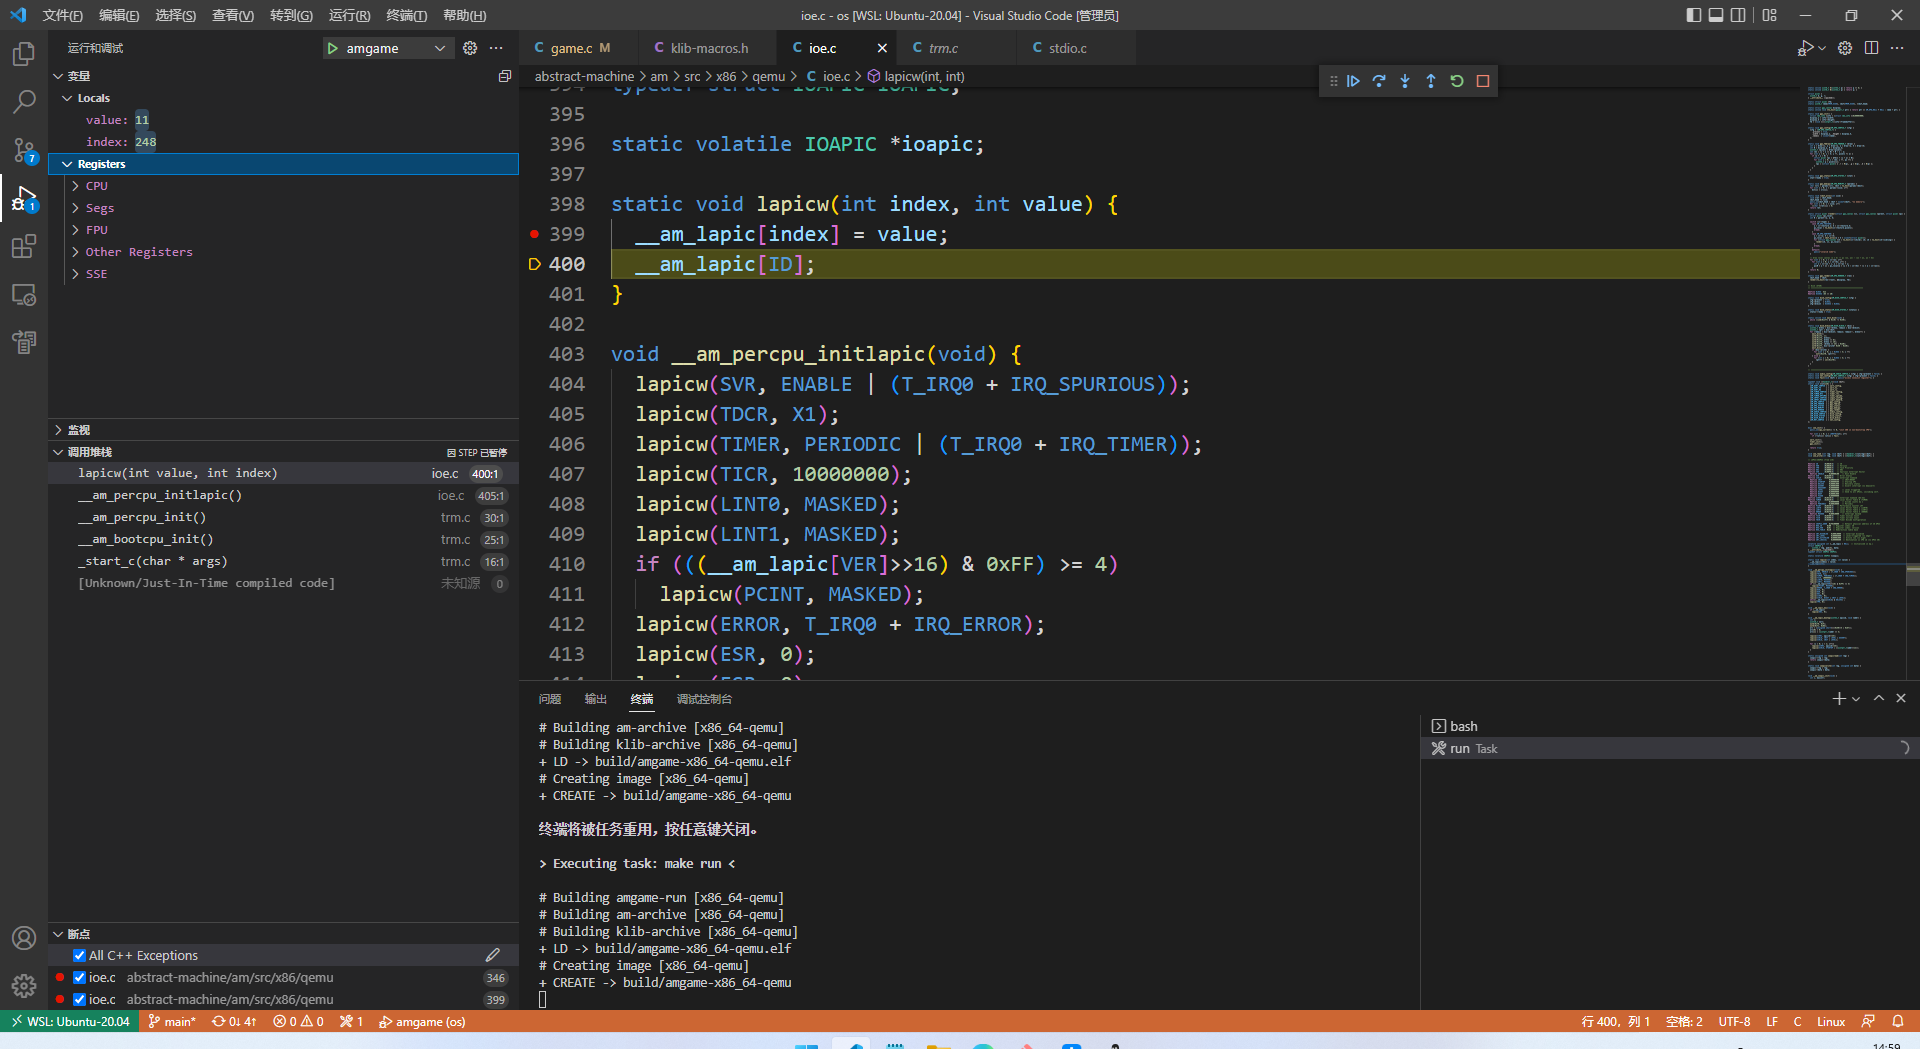 文件(F) 编辑(E) 选择(S) 查看(V) 转到(G) 运行(R) 终端(T) 帮助(H)
ioe.c - os [WSL: Ubuntu-20.04] - Visual Studio Code [管理员]
运行和调试
amgame
变量
Locals
value: 11
index: 248
Registers
CPU
Segs
FPU
Other Registers
SSE
监视
调用堆栈
因 STEP 已暂停
lapicw(int value, int index) ioe.c 400:1
__am_percpu_initlapic() ioe.c 405:1
__am_percpu_init() trm.c 30:1
__am_bootcpu_init() trm.c 25:1
_start_c(char * args) trm.c 16:1
[Unknown/Just-In-Time compiled code] 未知源 0
断点
All C++ Exceptions
ioe.c abstract-machine/am/src/x86/qemu 346
ioe.c abstract-machine/am/src/x86/qemu 399
7
1
game.c M
klib-macros.h
ioe.c
trm.c
stdio.c
abstract-machine > am > src > x86 > qemu > ioe.c > lapicw(int, int)
394 typedef struct IOAPIC IOAPIC;
395
396 static volatile IOAPIC *ioapic;
397
398 static void lapicw(int index, int value) {
399 __am_lapic[index] = value;
400 __am_lapic[ID];
401 }
402
403 void __am_percpu_initlapic(void) {
404 lapicw(SVR, ENABLE | (T_IRQ0 + IRQ_SPURIOUS));
405 lapicw(TDCR, X1);
406 lapicw(TIMER, PERIODIC | (T_IRQ0 + IRQ_TIMER));
407 lapicw(TICR, 10000000);
408 lapicw(LINT0, MASKED);
409 lapicw(LINT1, MASKED);
410 if (((__am_lapic[VER]>>16) & 0xFF) >= 4)
411 lapicw(PCINT, MASKED);
412 lapicw(ERROR, T_IRQ0 + IRQ_ERROR);
413 lapicw(ESR, 0);
问题 输出 终端 调试控制台
# Building am-archive [x86_64-qemu]
# Building klib-archive [x86_64-qemu]
+ LD -> build/amgame-x86_64-qemu.elf
# Creating image [x86_64-qemu]
+ CREATE -> build/amgame-x86_64-qemu
终端将被任务重用，按任意键关闭。
> Executing task: make run <
# Building amgame-run [x86_64-qemu]
# Building am-archive [x86_64-qemu]
# Building klib-archive [x86_64-qemu]
+ LD -> build/amgame-x86_64-qemu.elf
# Creating image [x86_64-qemu]
+ CREATE -> build/amgame-x86_64-qemu
bash
run Task
WSL: Ubuntu-20.04 main* 0↓ 4↑ 0 0 1 amgame (os)
行 400，列 1 空格: 2 UTF-8 LF C Linux
14:59